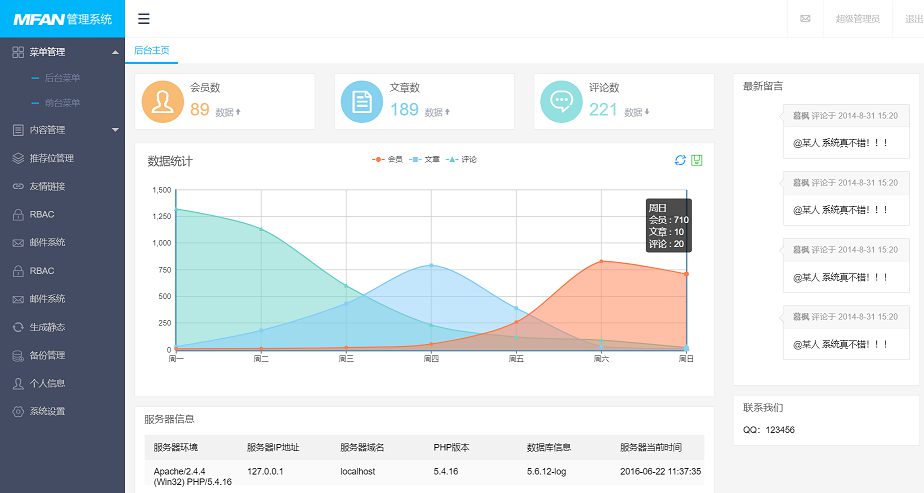 MFAN管理系统
超级管理员
退出
菜单管理
后台菜单
前台菜单
内容管理
推荐位管理
友情链接
RBAC
邮件系统
RBAC
邮件系统
生成静态
备份管理
个人信息
系统设置
后台主页
会员数
89 数据
文章数
189 数据
评论数
221 数据
数据统计
会员 文章 评论
1,500
1,250
1,000
750
500
250
0
周一 周二 周三 周四 周五 周六 周日
周日
会员 : 710
文章 : 10
评论 : 20
服务器信息
服务器环境 服务器IP地址 服务器域名 PHP版本 数据库信息 服务器当前时间
Apache/2.4.4 127.0.0.1 localhost 5.4.16 5.6.12-log 2016-06-22 11:37:35
(Win32) PHP/5.4.16
最新留言
慕枫 评论于 2014-8-31 15:20
@某人 系统真不错！！！
慕枫 评论于 2014-8-31 15:20
@某人 系统真不错！！！
慕枫 评论于 2014-8-31 15:20
@某人 系统真不错！！！
慕枫 评论于 2014-8-31 15:20
@某人 系统真不错！！！
联系我们
QQ：123456